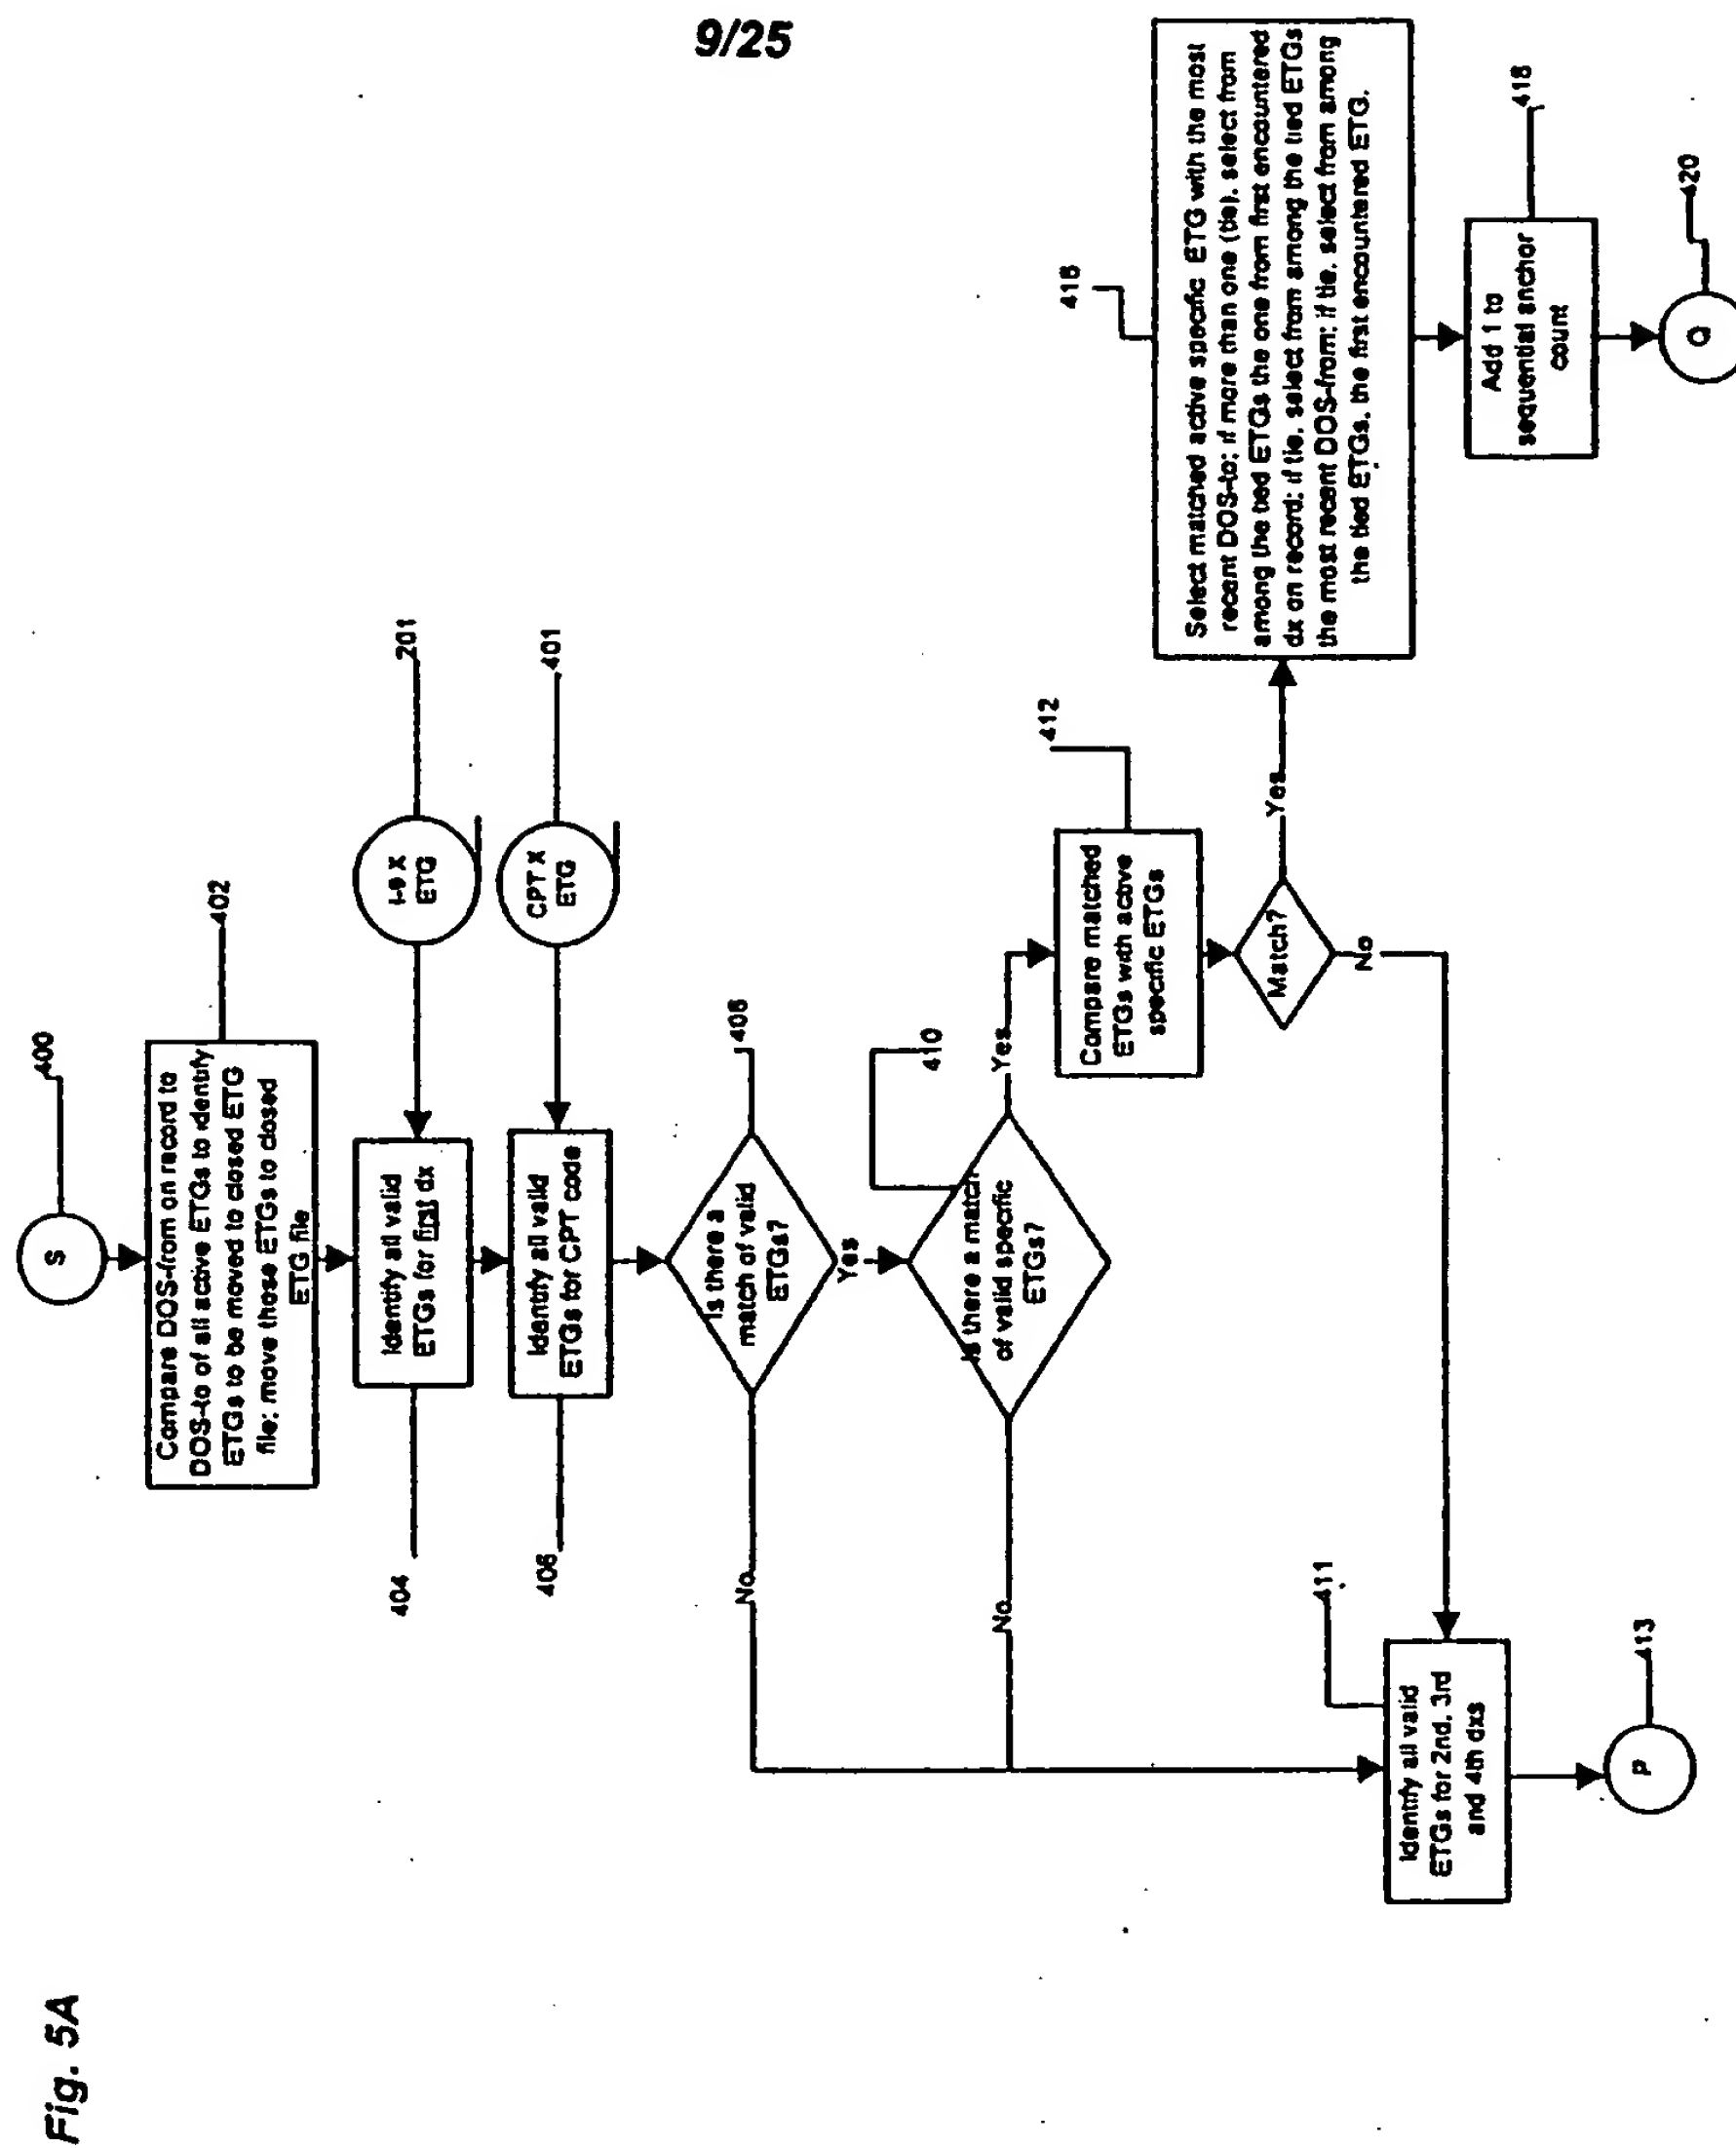 9/25
Fig. 5A
S
400
Compare DOS-from on record to
DOS-to of all active ETGs to identify
ETGs to be moved to closed ETG
file; move those ETGs to closed
ETG file
402
Identify all valid
ETGs for first dx
404
I-9 X
ETG
201
Identify all valid
ETGs for CPT code
406
CPT X
ETG
401
Is there a
match of valid
ETGs?
408
No
Yes
Is there a match
of valid specific
ETGs?
410
No
Yes
Compare matched
ETGs with active
specific ETGs
412
Match?
Yes
No
Select matched active specific ETG with the most
recent DOS-to; if more than one (tie), select from
among the tied ETGs the one from first encountered
dx on record; if tie, select from among the tied ETGs
the most recent DOS-from; if tie, select from among
the tied ETGs, the first encountered ETG.
416
Add 1 to
sequential anchor
count
418
Q
420
Identify all valid
ETGs for 2nd, 3rd
and 4th dxs
411
P
413